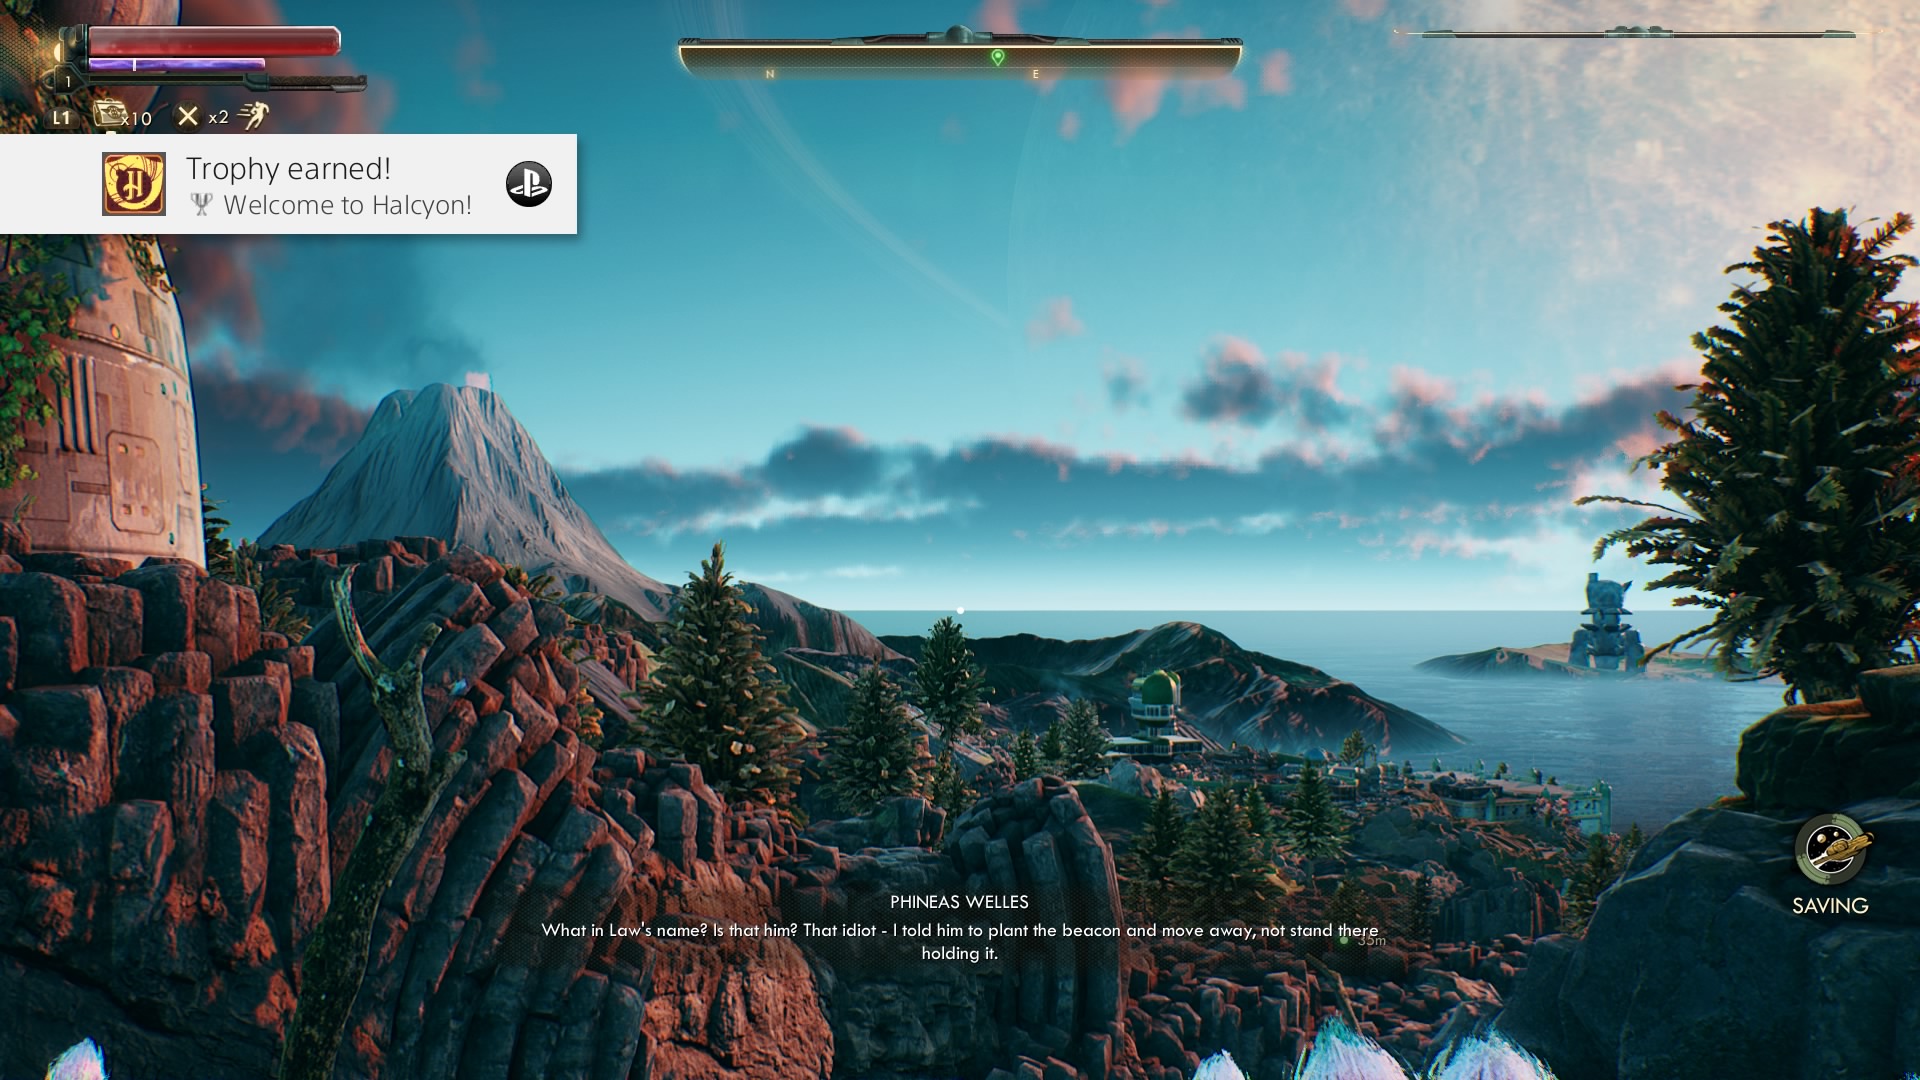 N
E
1
L1
x10
x2
Trophy earned!
Welcome to Halcyon!
PHINEAS WELLES
What in Law's name? Is that him? That idiot - I told him to plant the beacon and move away, not stand there
holding it.
35m
SAVING